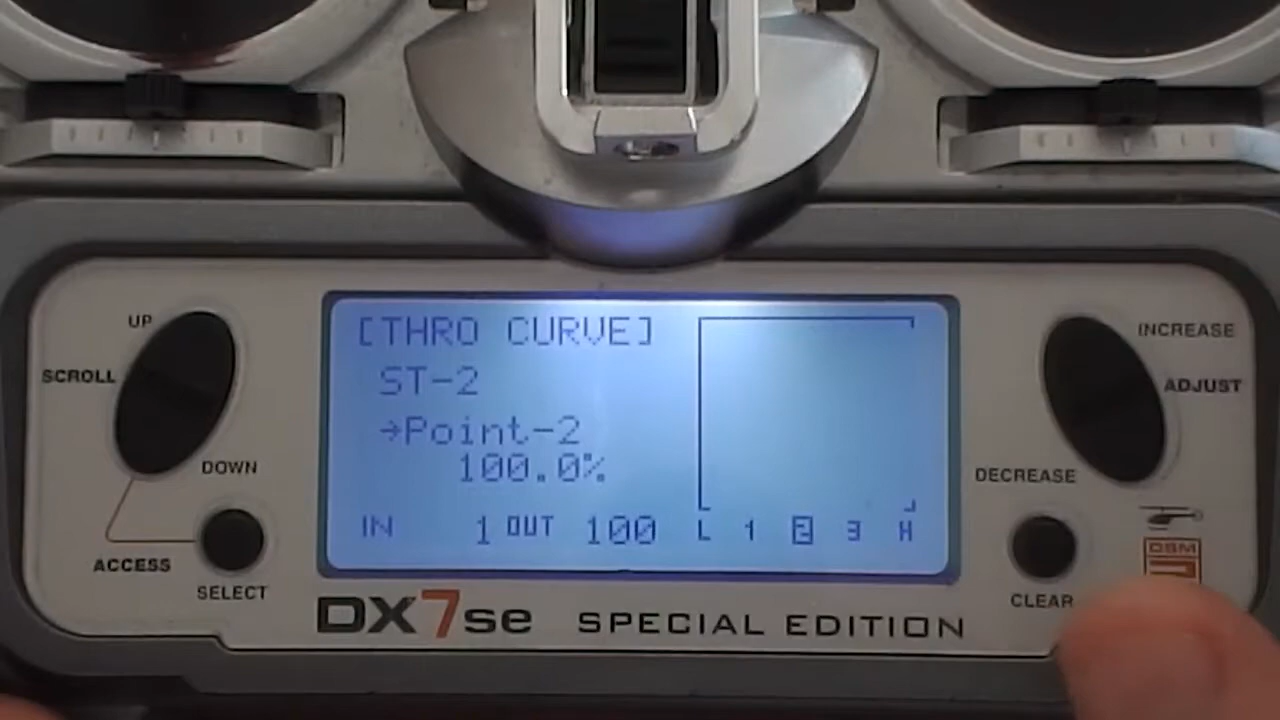 UP
SCROLL
DOWN
ACCESS
SELECT
[THRO CURVE]
ST-2
→Point-2
100.0%
IN 1 OUT 100
L 1 2 3 H
INCREASE
ADJUST
DECREASE
CLEAR
DSM
DX7se SPECIAL EDITION